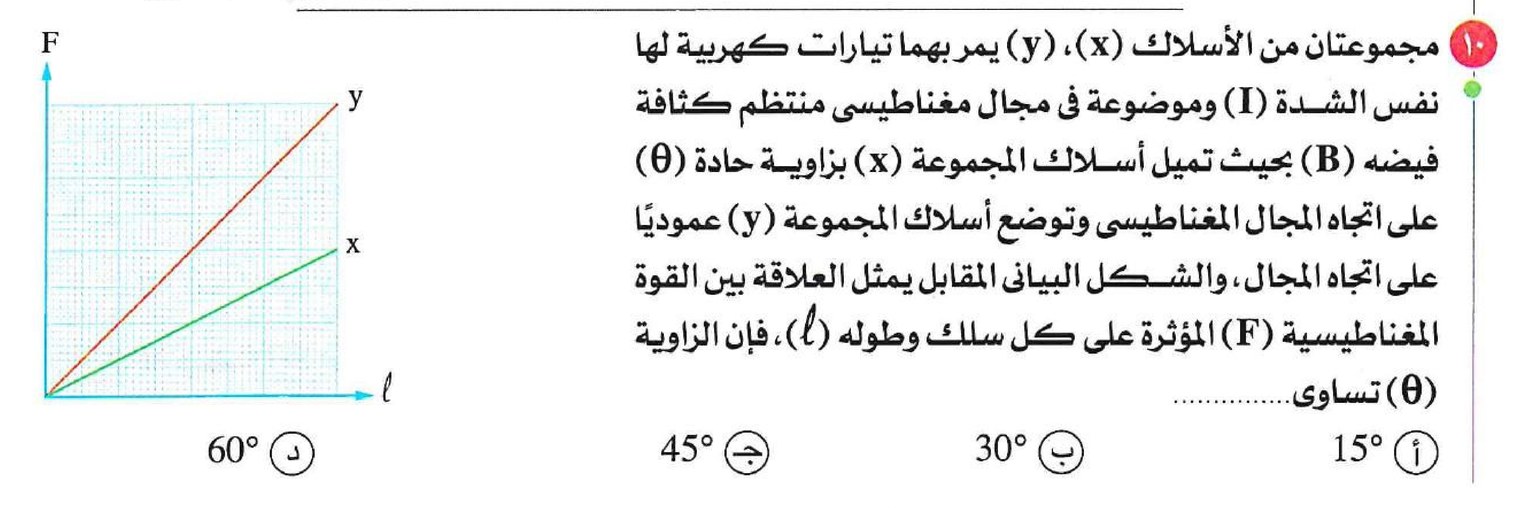 ١٠ مجموعتان من الأسلاك (x)، (y) يمر بهما تيارات كهربية لها
نفس الشدة (I) وموضوعة فى مجال مغناطيسى منتظم كثافة
فيضه (B) بحيث تميل أسلاك المجموعة (x) بزاوية حادة (θ)
على اتجاه المجال المغناطيسى وتوضع أسلاك المجموعة (y) عموديًا
على اتجاه المجال، والشكل البيانى المقابل يمثل العلاقة بين القوة
المغناطيسية (F) المؤثرة على كل سلك وطوله (ℓ)، فإن الزاوية
(θ) تساوى ...............
أ 15°
ب 30°
جـ 45°
د 60°
F
y
x
ℓ